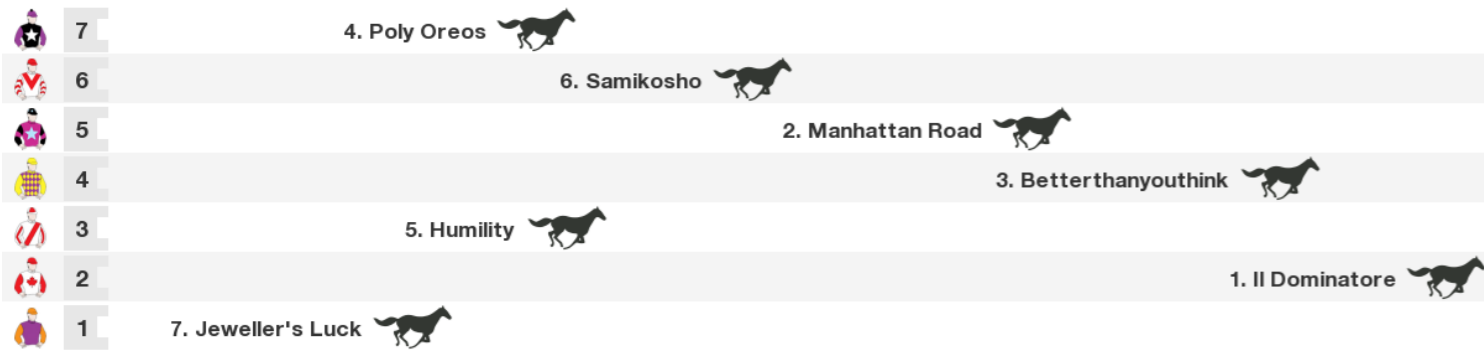 7 4. Poly Oreos
6 6. Samikosho
5 2. Manhattan Road
4 3. Betterthanyouthink
3 5. Humility
2 1. Il Dominatore
1 7. Jeweller's Luck